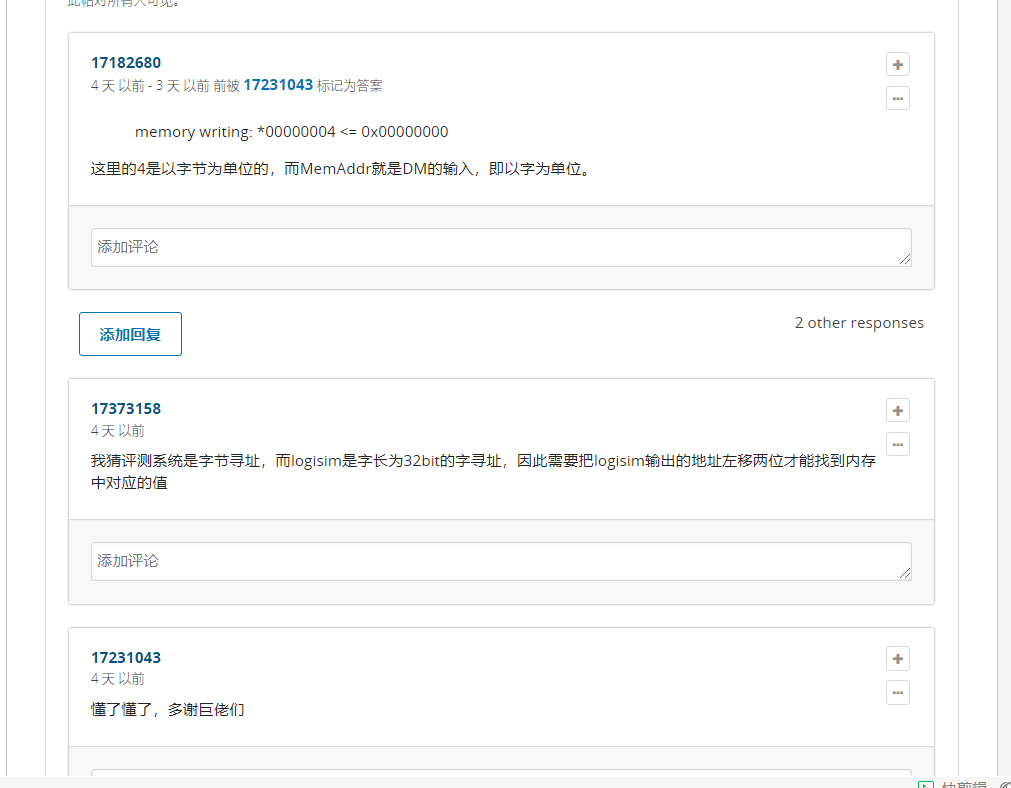 此帖对所有人可见。
17182680
4 天 以前 - 3 天 以前 前被 17231043 标记为答案
memory writing: *00000004 <= 0x00000000
这里的4是以字节为单位的，而MemAddr就是DM的输入，即以字为单位。
添加评论
添加回复
2 other responses
17373158
4 天 以前
我猜评测系统是字节寻址，而logisim是字长为32bit的字寻址，因此需要把logisim输出的地址左移两位才能找到内存
中对应的值
添加评论
17231043
4 天 以前
懂了懂了，多谢巨佬们
快剪辑